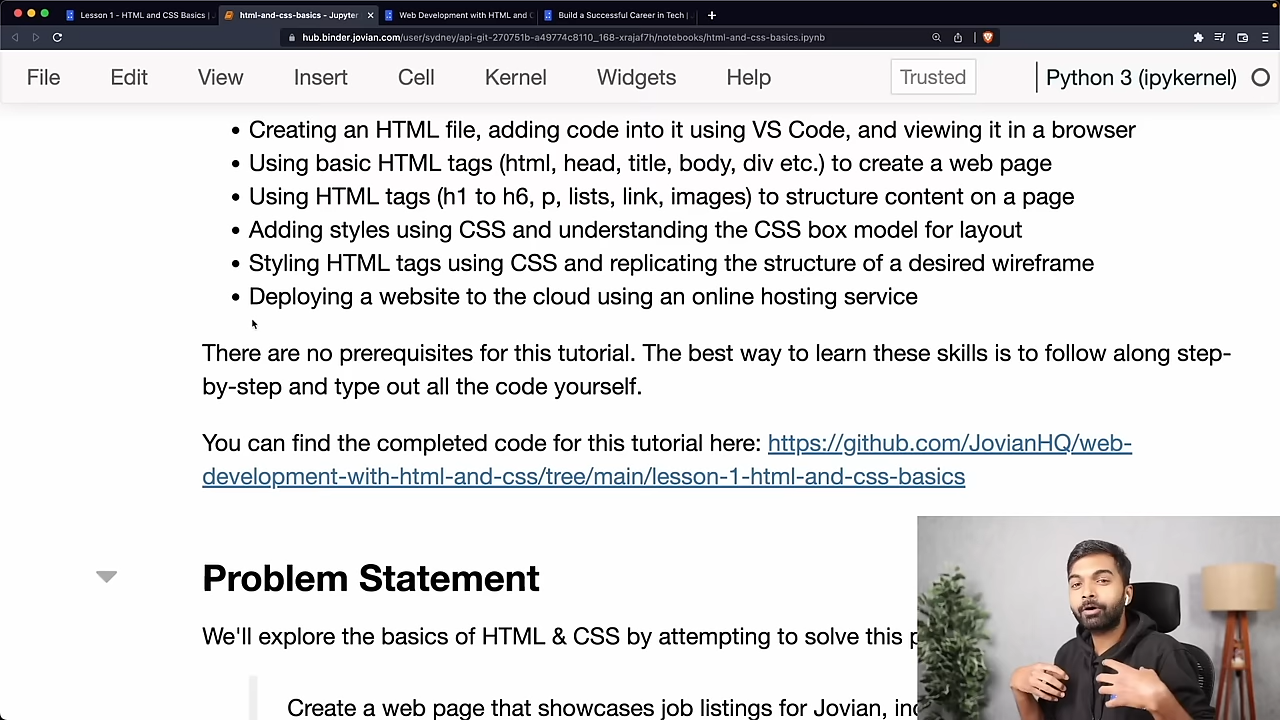 Lesson 1 - HTML and CSS Basics |
html-and-css-basics - Jupyter
Web Development with HTML and C
Build a Successful Career in Tech |
hub.binder.jovian.com/user/sydney/api-git-270751b-a49774c8110_168-xrajaf7h/notebooks/html-and-css-basics.ipynb
File Edit View Insert Cell Kernel Widgets Help Trusted Python 3 (ipykernel)
• Creating an HTML file, adding code into it using VS Code, and viewing it in a browser
• Using basic HTML tags (html, head, title, body, div etc.) to create a web page
• Using HTML tags (h1 to h6, p, lists, link, images) to structure content on a page
• Adding styles using CSS and understanding the CSS box model for layout
• Styling HTML tags using CSS and replicating the structure of a desired wireframe
• Deploying a website to the cloud using an online hosting service
There are no prerequisites for this tutorial. The best way to learn these skills is to follow along step-
by-step and type out all the code yourself.
You can find the completed code for this tutorial here: https://github.com/JovianHQ/web-
development-with-html-and-css/tree/main/lesson-1-html-and-css-basics
Problem Statement
We'll explore the basics of HTML & CSS by attempting to solve this
Create a web page that showcases job listings for Jovian,